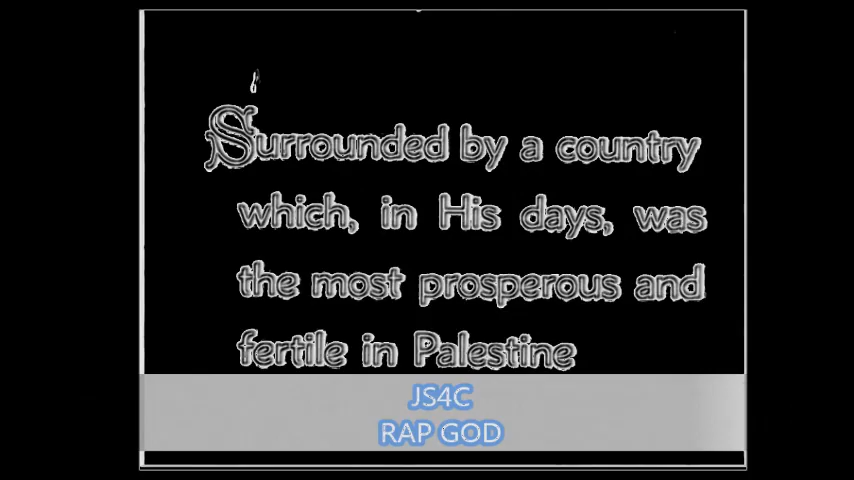 Surrounded by a country
which, in His days, was
the most prosperous and
fertile in Palestine
JS4C
RAP GOD